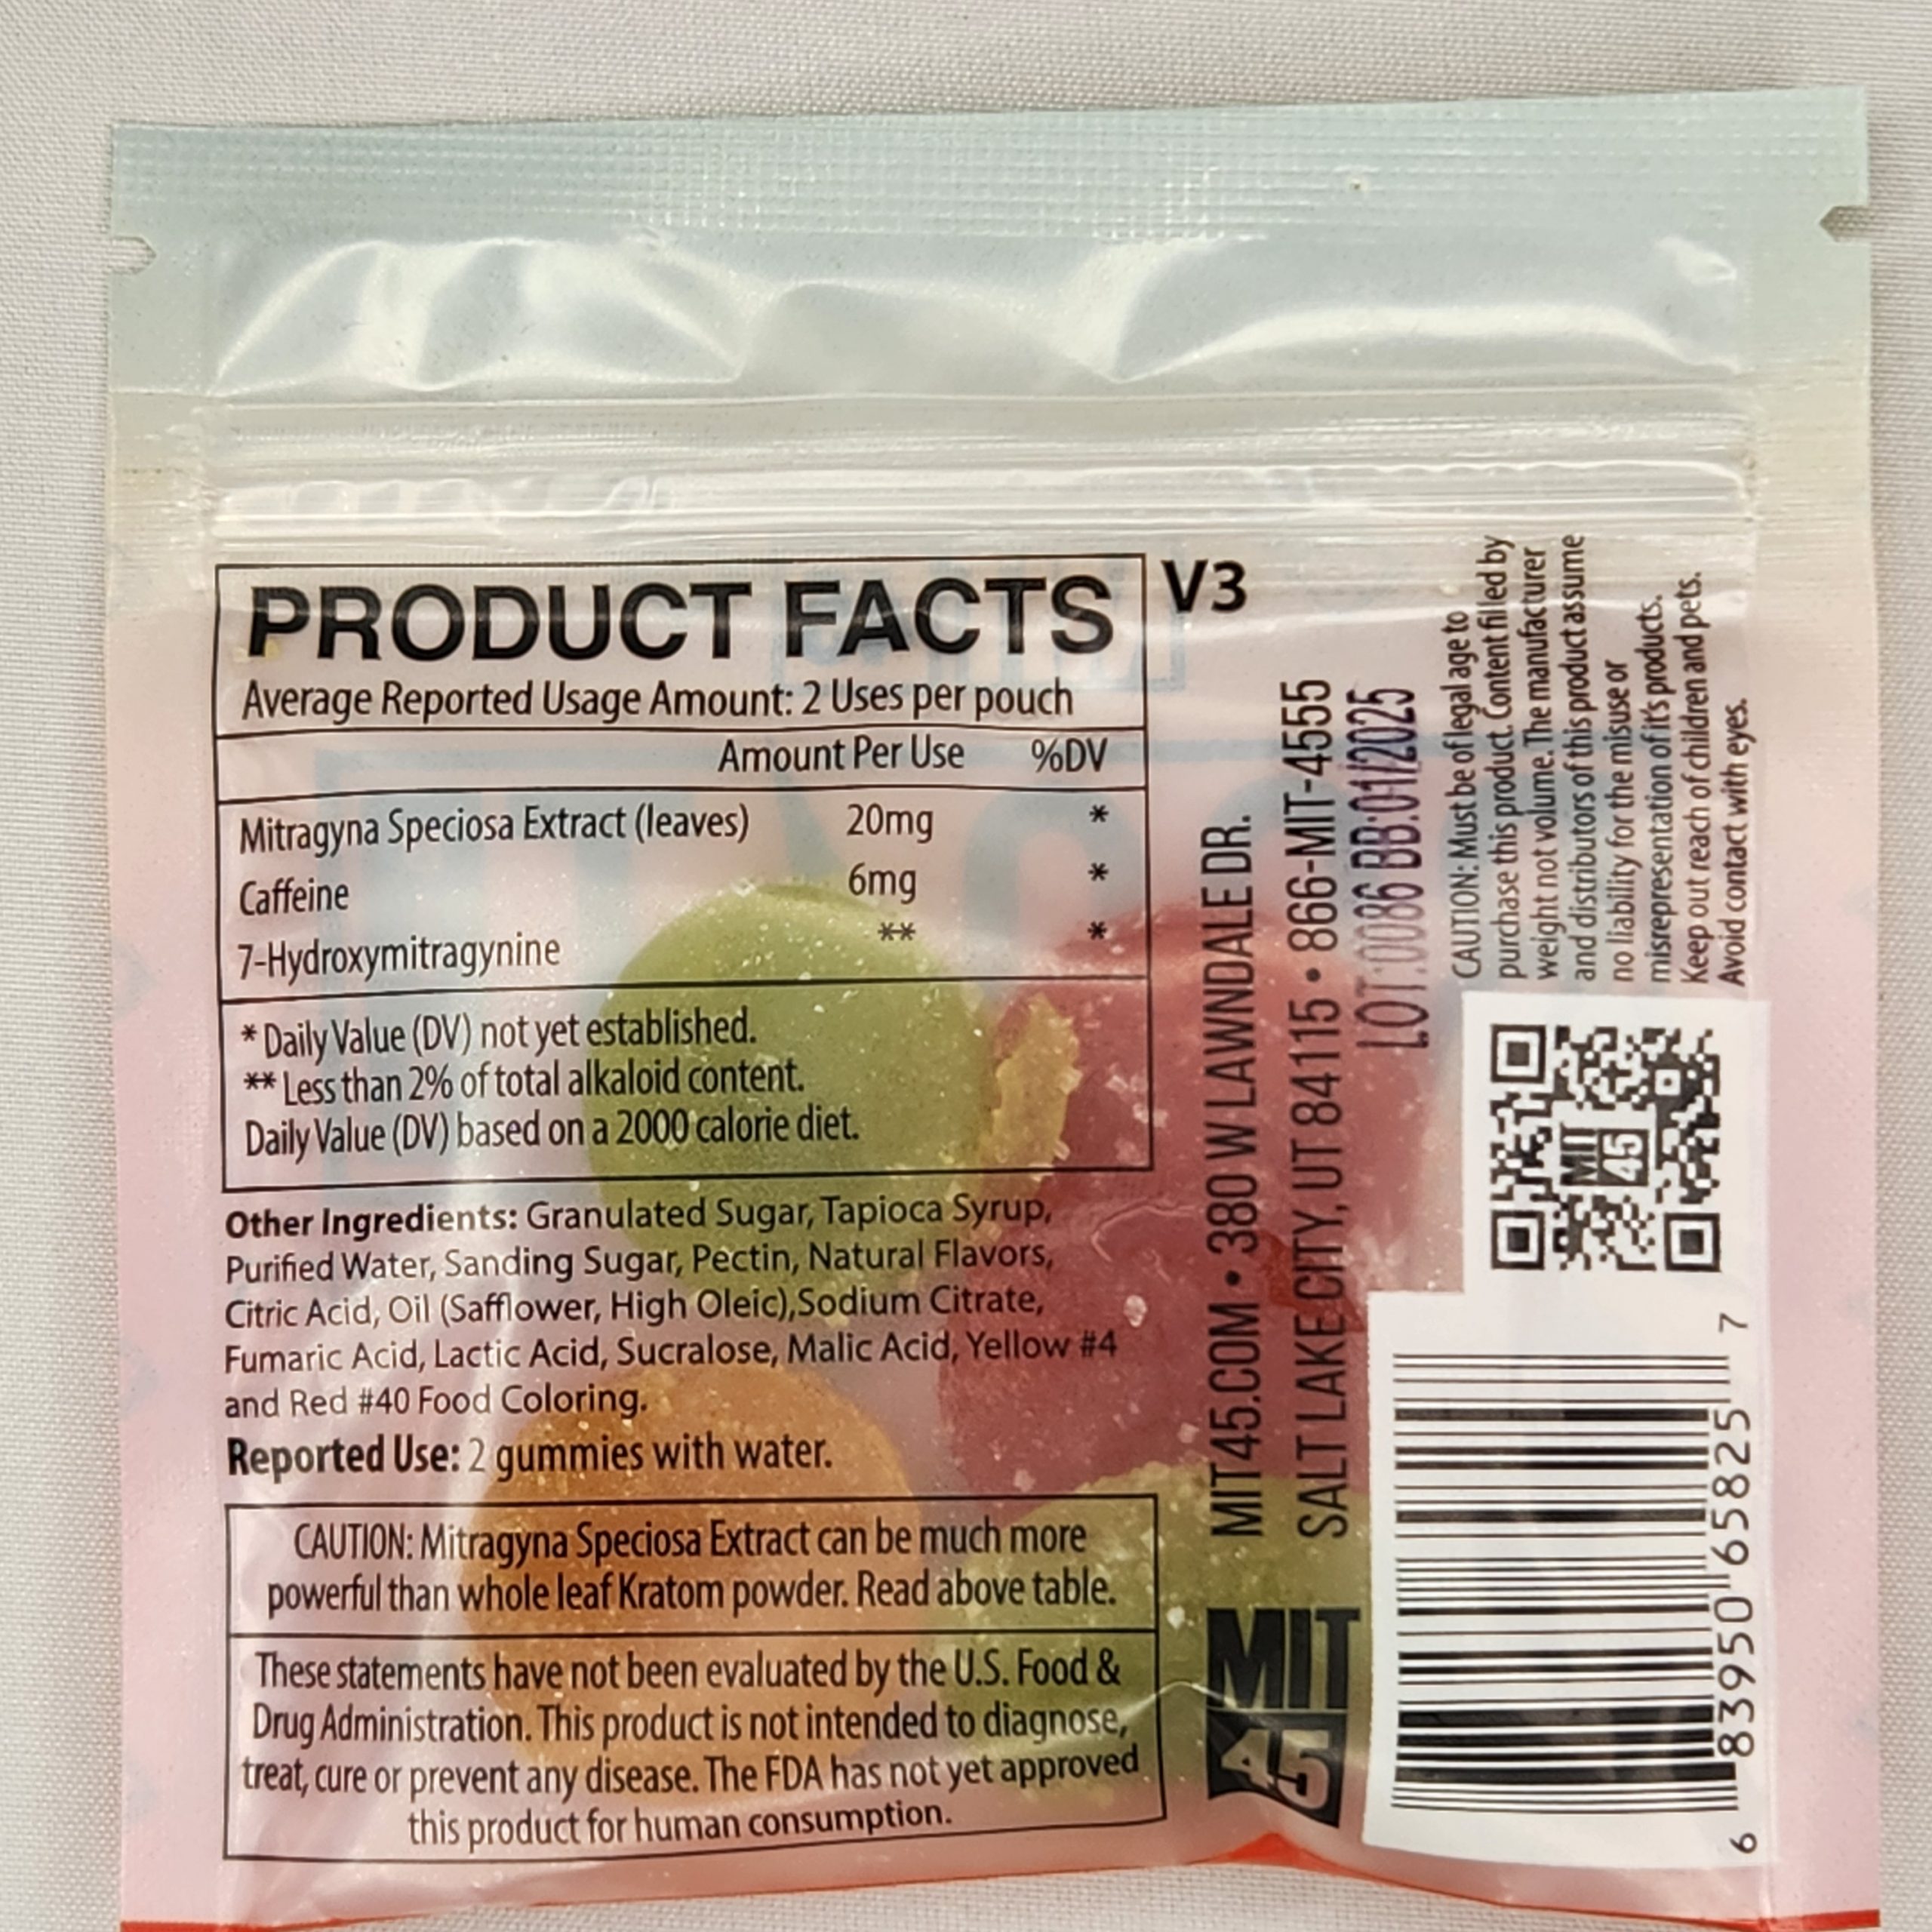 PRODUCT FACTS
Average Reported Usage Amount: 2 Uses per pouch
Amount Per Use %DV
Mitragyna Speciosa Extract (leaves) 20mg *
Caffeine 6mg *
7-Hydroxymitragynine ** *
* Daily Value (DV) not yet established.
** Less than 2% of total alkaloid content.
Daily Value (DV) based on a 2000 calorie diet.
Other Ingredients: Granulated Sugar, Tapioca Syrup,
Purified Water, Sanding Sugar, Pectin, Natural Flavors,
Citric Acid, Oil (Safflower, High Oleic),Sodium Citrate,
Fumaric Acid, Lactic Acid, Sucralose, Malic Acid, Yellow #4
and Red #40 Food Coloring.
Reported Use: 2 gummies with water.
CAUTION: Mitragyna Speciosa Extract can be much more
powerful than whole leaf Kratom powder. Read above table.
These statements have not been evaluated by the U.S. Food &
Drug Administration. This product is not intended to diagnose,
treat, cure or prevent any disease. The FDA has not yet approved
this product for human consumption.
V3
MIT45.COM • 380 W LAWNDALE DR.
SALT LAKE CITY, UT 84115 • 866-MIT-4555
LOT:0086 BB:01/2025
CAUTION: Must be of legal age to
purchase this product. Content filled by
weight not volume. The manufacturer
and distributors of this product assume
no liability for the misuse or
misrepresentation of it's products.
Keep out reach of children and pets.
Avoid contact with eyes.
MIT
45
MIT
45
6 83950 65825 7